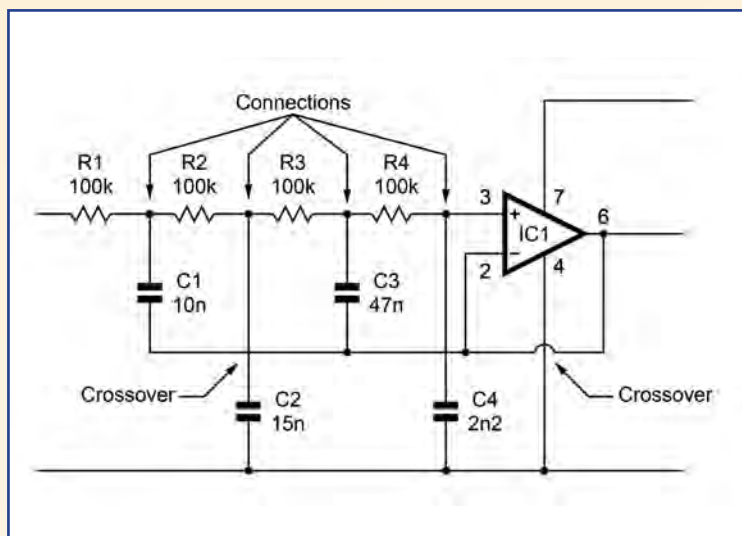 Connections
R1
100k
R2
100k
R3
100k
R4
100k
3
7
+
IC1
6
−
2
4
C1
10n
C3
47n
Crossover
Crossover
C2
15n
C4
2n2